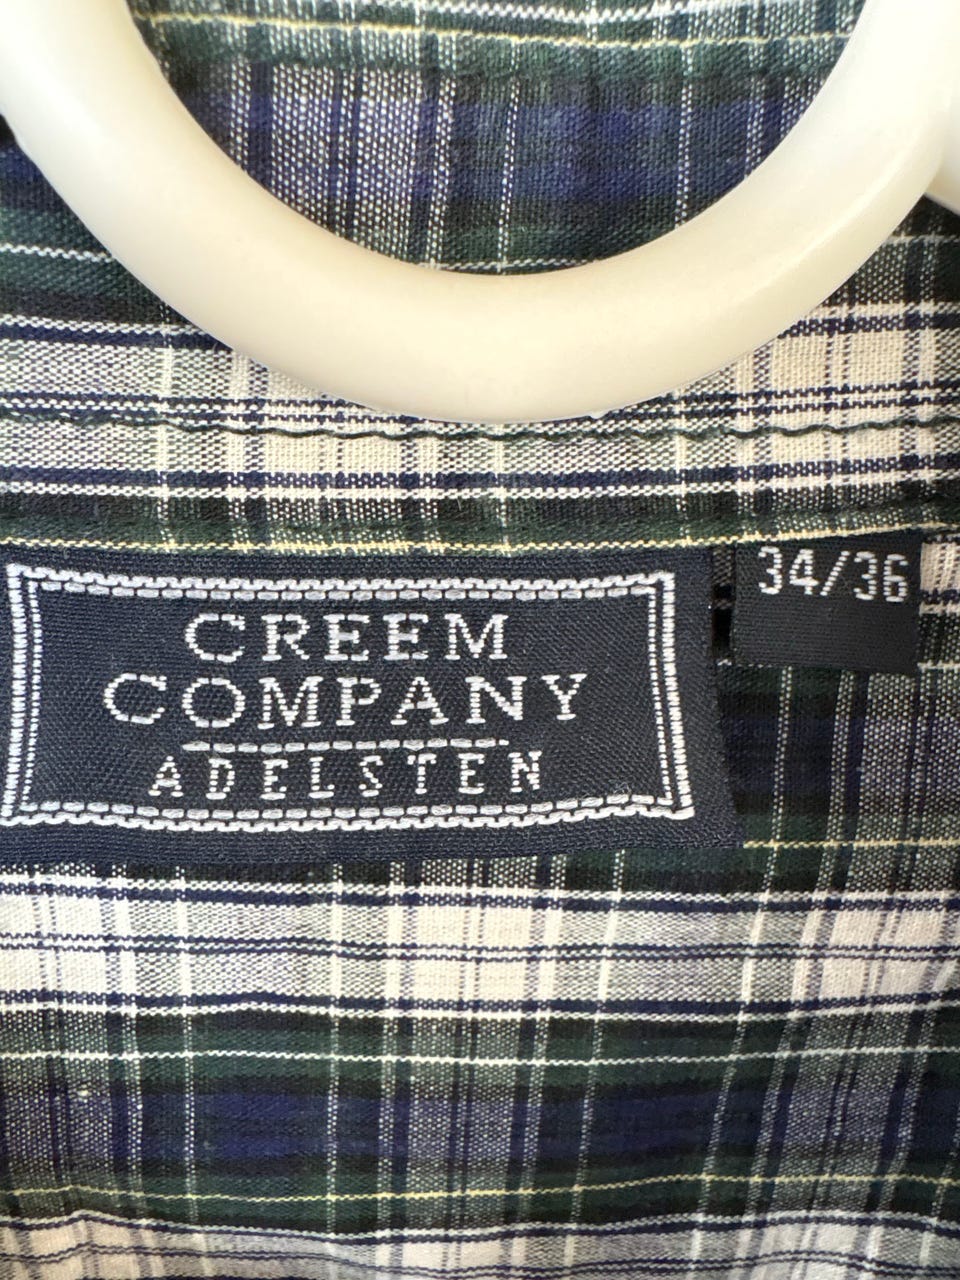 CREEM
COMPANY
ADELSTEN
34/36